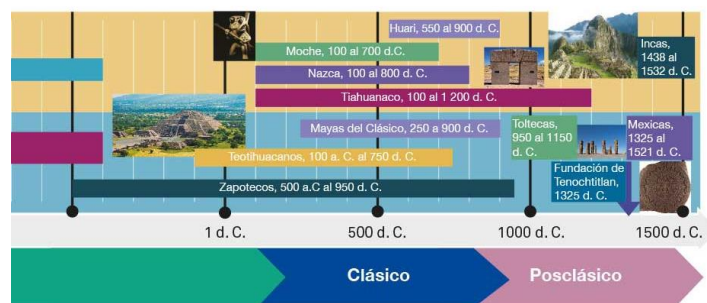 Huari, 550 al 900 d. C.
Moche, 100 al 700 d.C.
Nazca, 100 al 800 d. C.
Tiahuanaco, 100 al 1 200 d. C.
Incas,
1438 al
1532 d. C.
Mayas del Clásico, 250 a 900 d. C.
Teotihuacanos, 100 a. C. al 750 d. C.
Zapotecos, 500 a.C al 950 d. C.
Toltecas,
950 al 1150
d. C.
Mexicas,
1325 al
1521 d. C.
Fundación de
Tenochtitlan,
1325 d. C.
1 d. C.
500 d. C.
1000 d. C.
1500 d. C.
Clásico
Posclásico